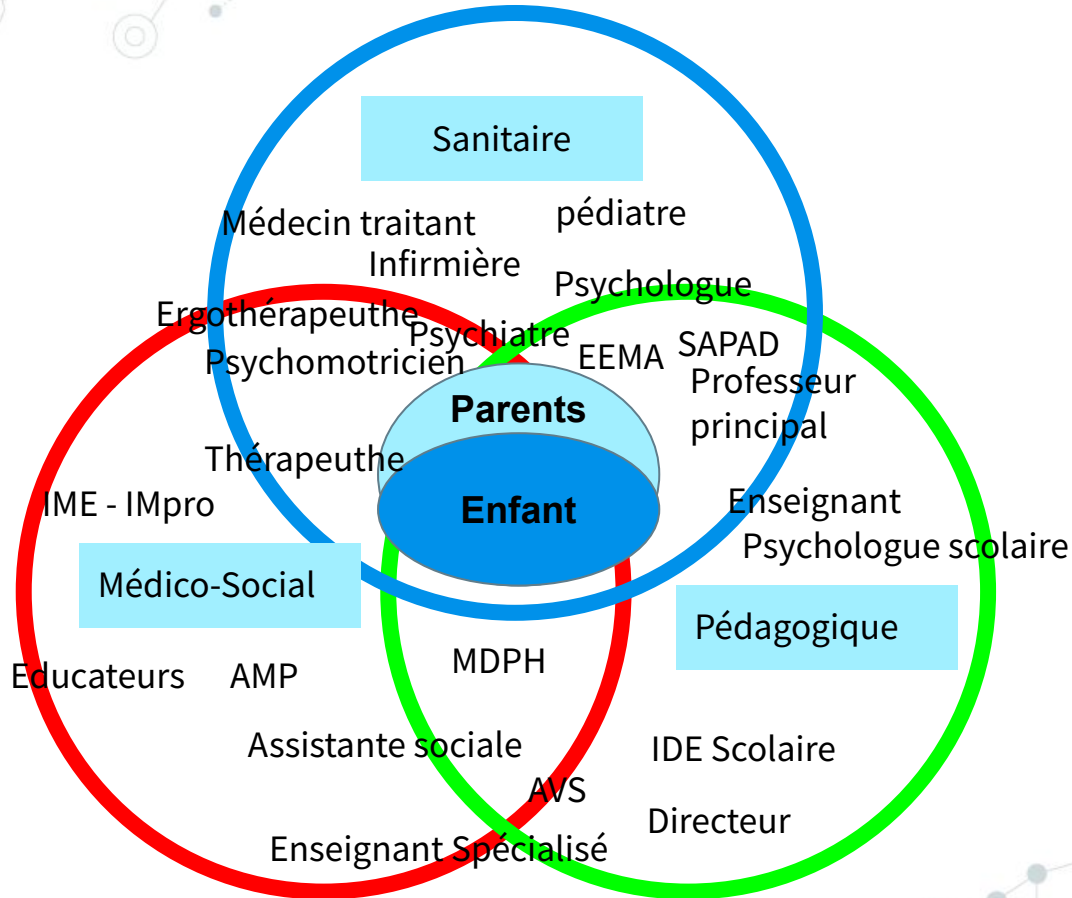 Sanitaire
Médecin traitant
pédiatre
Infirmière
Psychologue
Ergothérapeuthe
Psychiatre
SAPAD
Psychomotricien
EEMA
Professeur
principal
Parents
Thérapeuthe
IME - IMpro
Enfant
Enseignant
Psychologue scolaire
Médico-Social
Pédagogique
Educateurs
AMP
MDPH
Assistante sociale
IDE Scolaire
AVS
Directeur
Enseignant Spécialisé